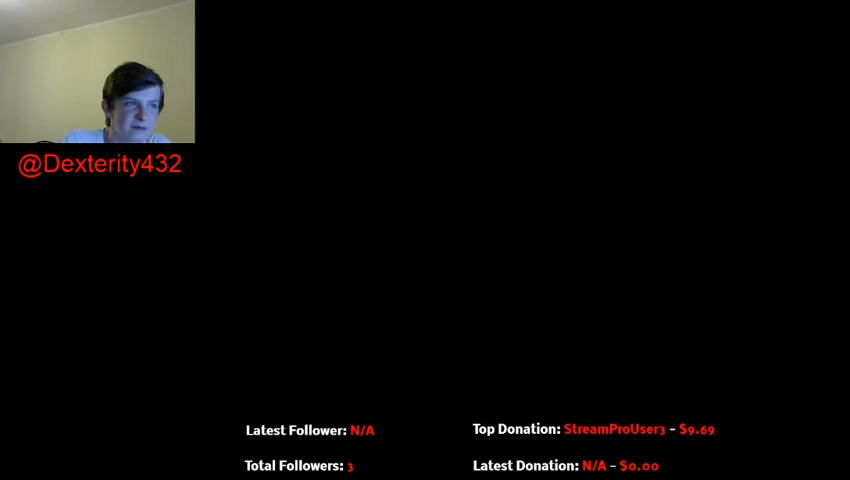 @Dexterity432
Latest Follower: N/A
Top Donation: StreamProUser3 - $9.69
Total Followers: 3
Latest Donation: N/A - $0.00